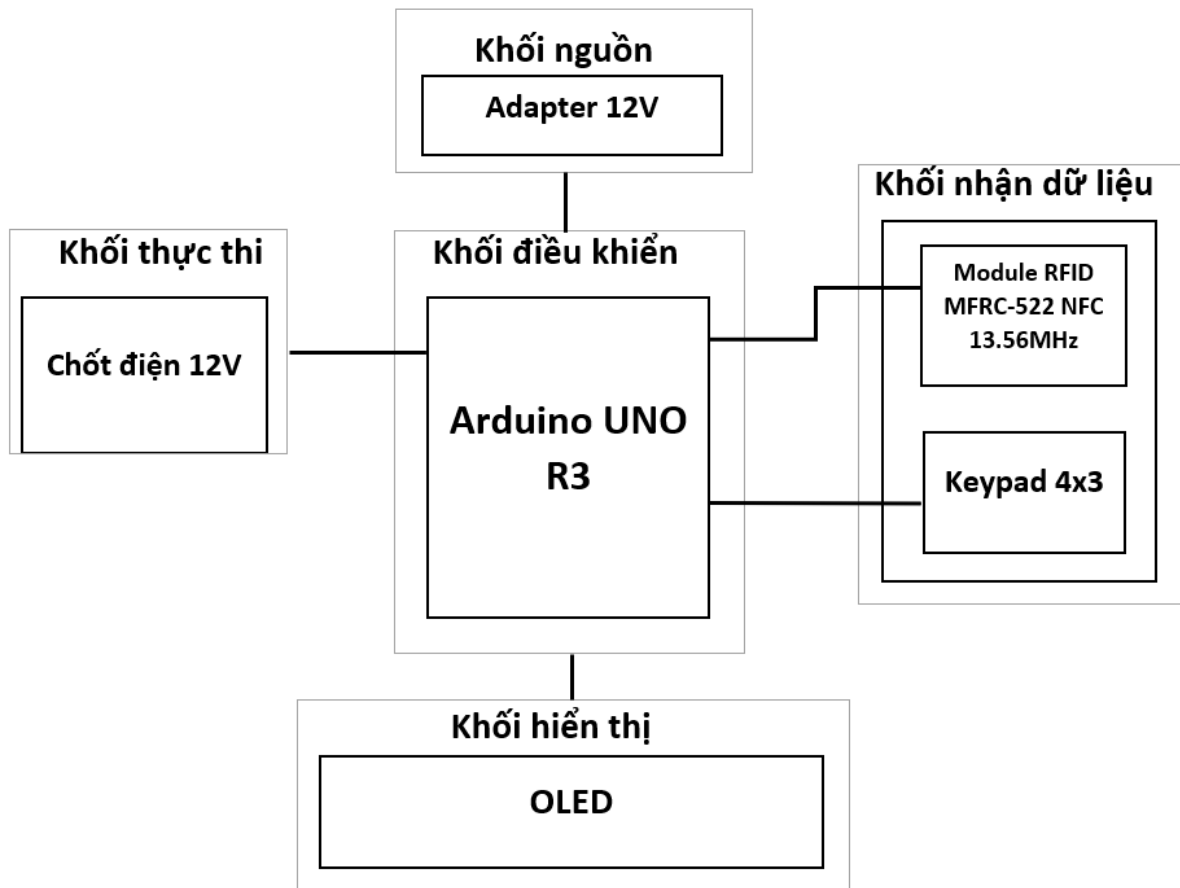 Khối nguồn
Adapter 12V
Khối thực thi
Chốt điện 12V
Khối điều khiển
Arduino UNO
R3
Khối nhận dữ liệu
Module RFID
MFRC-522 NFC
13.56MHz
Keypad 4x3
Khối hiển thị
OLED